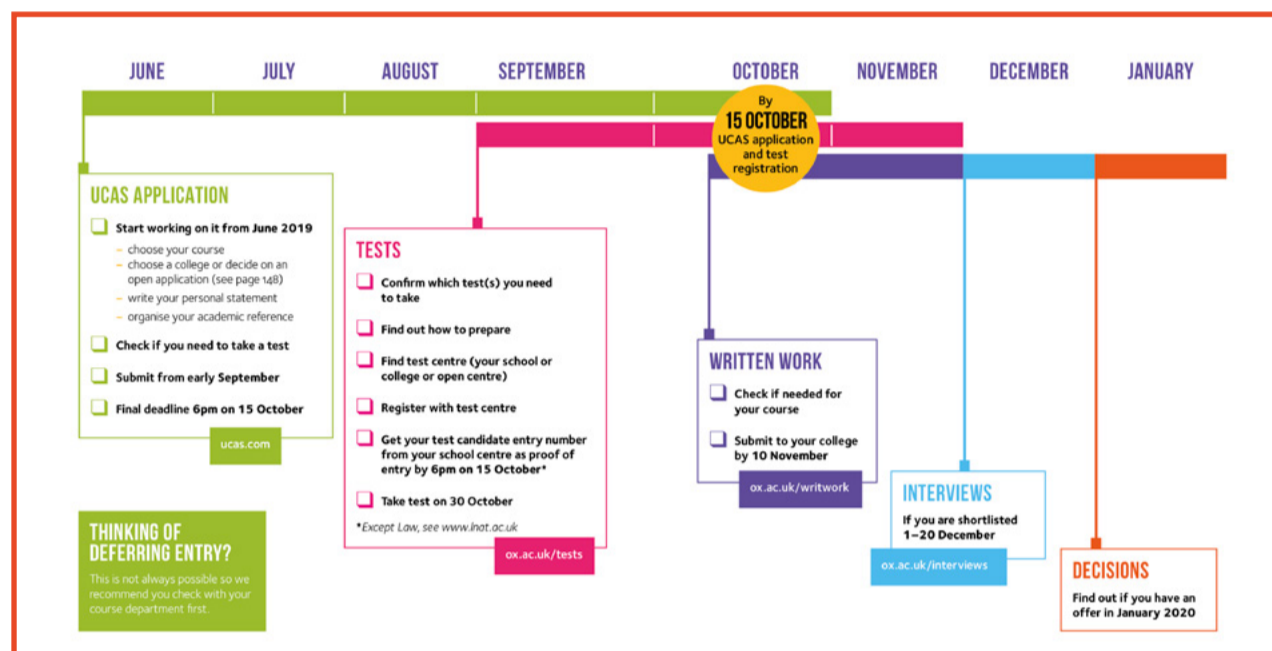 JUNE
JULY
AUGUST
SEPTEMBER
OCTOBER
NOVEMBER
DECEMBER
JANUARY
By
15 OCTOBER
UCAS application
and test
registration
UCAS APPLICATION
Start working on it from June 2019
– choose your course
– choose a college or decide on an
open application (see page 148)
– write your personal statement
– organise your academic reference
Check if you need to take a test
Submit from early September
Final deadline 6pm on 15 October
ucas.com
THINKING OF
DEFERRING ENTRY?
This is not always possible so we
recommend you check with your
course department first.
TESTS
Confirm which test(s) you need
to take
Find out how to prepare
Find test centre (your school or
college or open centre)
Register with test centre
Get your test candidate entry number
from your school centre as proof of
entry by 6pm on 15 October*
Take test on 30 October
*Except Law, see www.lnat.ac.uk
ox.ac.uk/tests
WRITTEN WORK
Check if needed for
your course
Submit to your college
by 10 November
ox.ac.uk/writwork
INTERVIEWS
If you are shortlisted
1–20 December
ox.ac.uk/interviews
DECISIONS
Find out if you have an
offer in January 2020